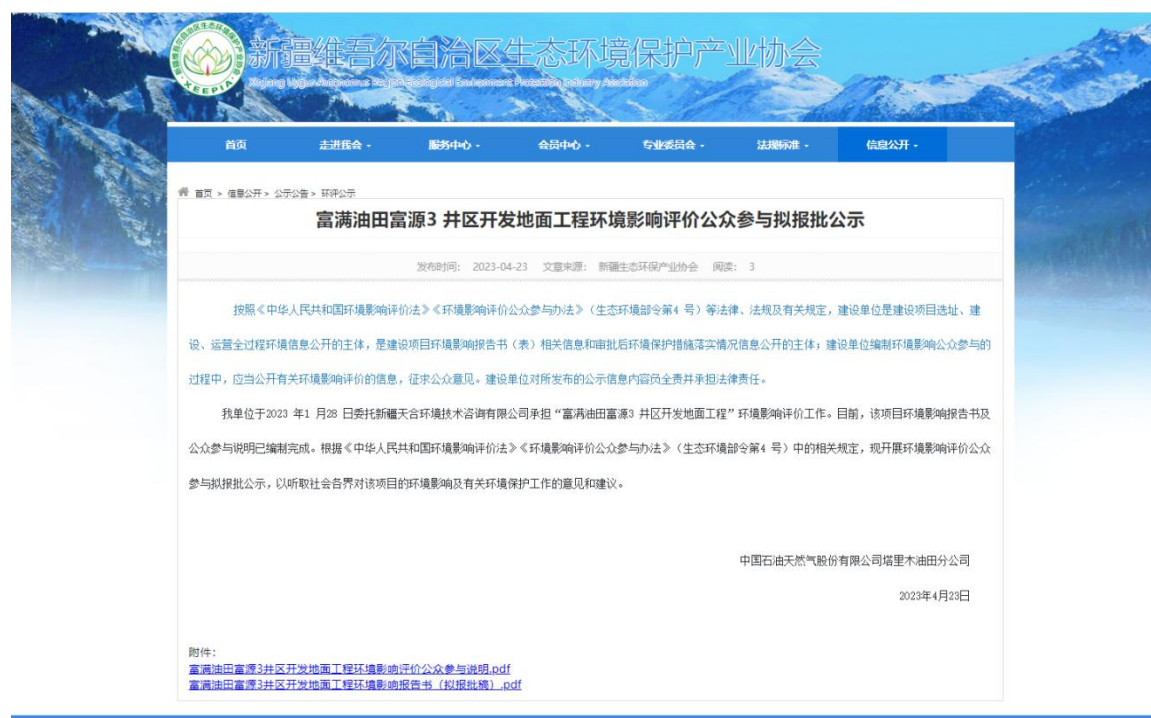 新疆维吾尔自治区生态环境保护产业协会
XEEPIA
首页 走进我会 服务中心 会员中心 专业委员会 法规标准 信息公开
首页 > 信息公开 > 公示公告 > 环评公示
富满油田富源3 井区开发地面工程环境影响评价公众参与拟报批公示
发布时间: 2023-04-23 文章来源: 新疆生态环保产业协会 阅读: 3
按照《中华人民共和国环境影响评价法》《环境影响评价公众参与办法》（生态环境部令第4 号）等法律、法规及有关规定，建设单位是建设项目选址、建
设、运营全过程环境信息公开的主体，是建设项目环境影响报告书（表）相关信息和审批后环境保护措施落实情况信息公开的主体；建设单位编制环境影响公众参与的
过程中，应当公开有关环境影响评价的信息，征求公众意见。建设单位对所发布的公示信息内容负全责并承担法律责任。
我单位于2023 年1 月28 日委托新疆天合环境技术咨询有限公司承担“富满油田富源3 井区开发地面工程”环境影响评价工作。目前，该项目环境影响报告书及
公众参与说明已编制完成。根据《中华人民共和国环境影响评价法》《环境影响评价公众参与办法》（生态环境部令第4 号）中的相关规定，现开展环境影响评价公众
参与拟报批公示，以听取社会各界对该项目的环境影响及有关环境保护工作的意见和建议。
中国石油天然气股份有限公司塔里木油田分公司
2023年4月23日
附件:
富满油田富源3井区开发地面工程环境影响评价公众参与说明.pdf
富满油田富源3井区开发地面工程环境影响报告书（拟报批稿）.pdf